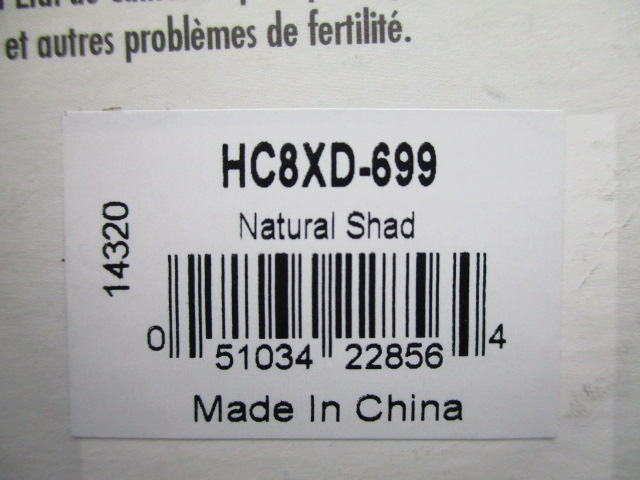 et autres problèmes de fertilité.
HC8XD-699
Natural Shad
14320
0 51034 22856 4
Made In China